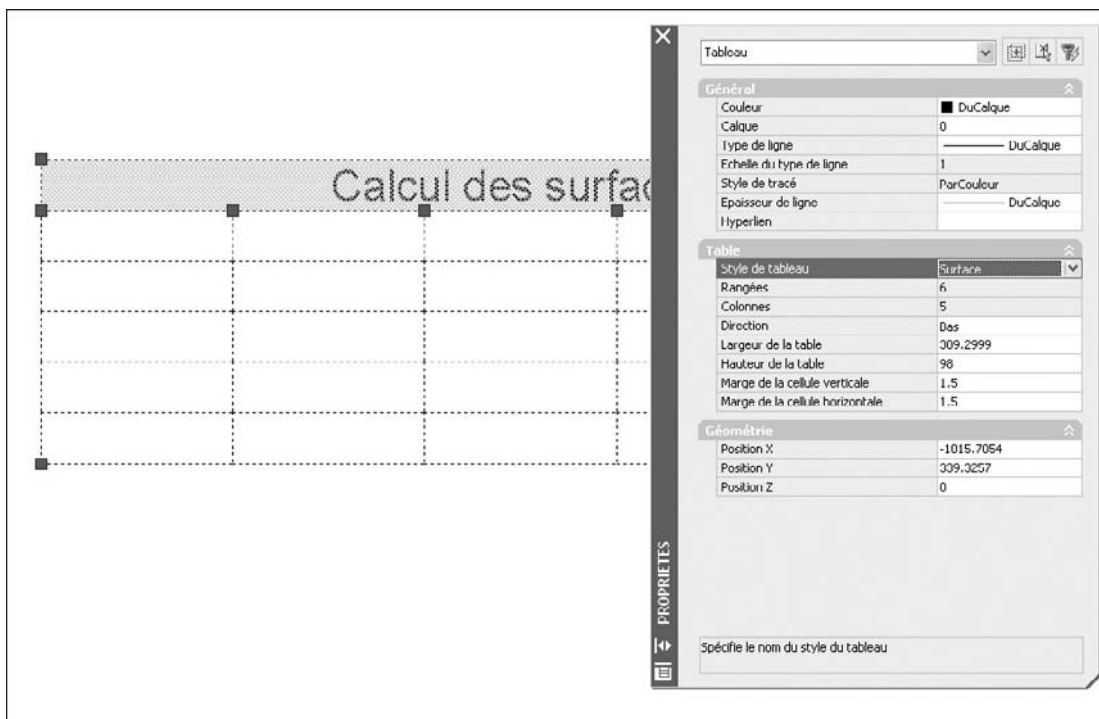 Calcul des surfac
Tableau
Général
Couleur DuCalque
Calque 0
Type de ligne DuCalque
Echelle du type de ligne 1
Style de tracé ParCouleur
Epaisseur de ligne DuCalque
Hyperlien
Table
Style de tableau Surface
Rangées 6
Colonnes 5
Direction Bas
Largeur de la table 309.2999
Hauteur de la table 98
Marge de la cellule verticale 1.5
Marge de la cellule horizontale 1.5
Géométrie
Position X -1015.7054
Position Y 339.3257
Position Z 0
PROPRIETES
Spécifie le nom du style du tableau